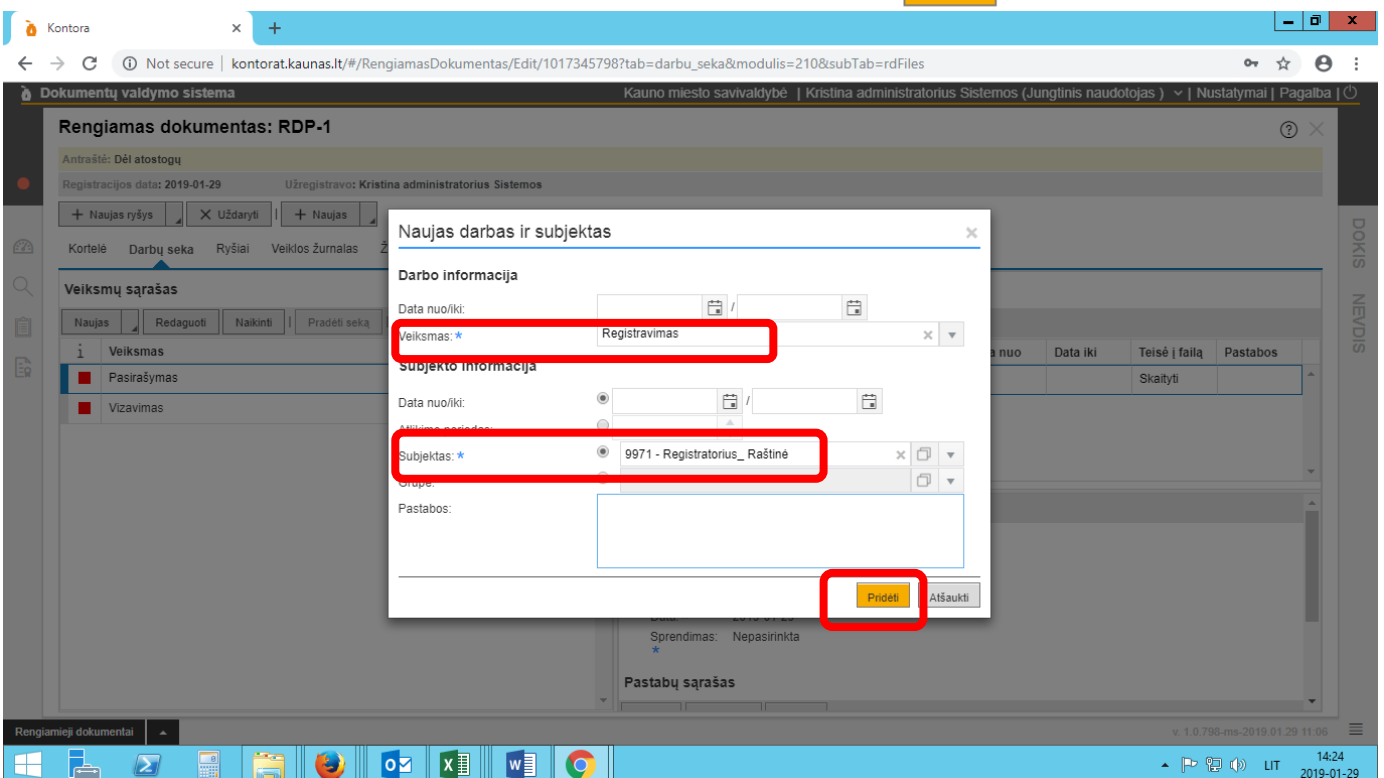 Kontora
Not secure | kontorat.kaunas.lt/#/RengiamasDokumentas/Edit/1017345798?tab=darbu_seka&modulis=210&subTab=rdFiles
Dokumentų valdymo sistema Kauno miesto savivaldybė | Kristina administratorius Sistemos (Jungtinis naudotojas ) | Nustatymai | Pagalba |
Rengiamas dokumentas: RDP-1
Antraštė: Dėl atostogų
Registracijos data: 2019-01-29 Užregistravo: Kristina administratorius Sistemos
+ Naujas ryšys X Uždaryti + Naujas
Kortelė Darbų seka Ryšiai Veiklos žurnalas
Veiksmų sąrašas
Naujas Redaguoti Naikinti Pradėti seką
i Veiksmas
Pasirašymas
Vizavimas
Naujas darbas ir subjektas
Darbo informacija
Data nuo/iki: /
Veiksmas: * Registravimas
Subjekto informacija
Data nuo/iki: /
Subjektas: * 9971 - Registratorius_ Raštinė
Grupė:
Pastabos:
Pridėti Atšaukti
a nuo Data iki Teisė į failą Pastabos
Skaityti
Sprendimas: Nepasirinkta
*
Pastabų sąrašas
DOKIS
NEVDIS
Rengiamieji dokumentai
v. 1.0.798-ms-2019.01.29 11:06
LIT
14:24
2019-01-29